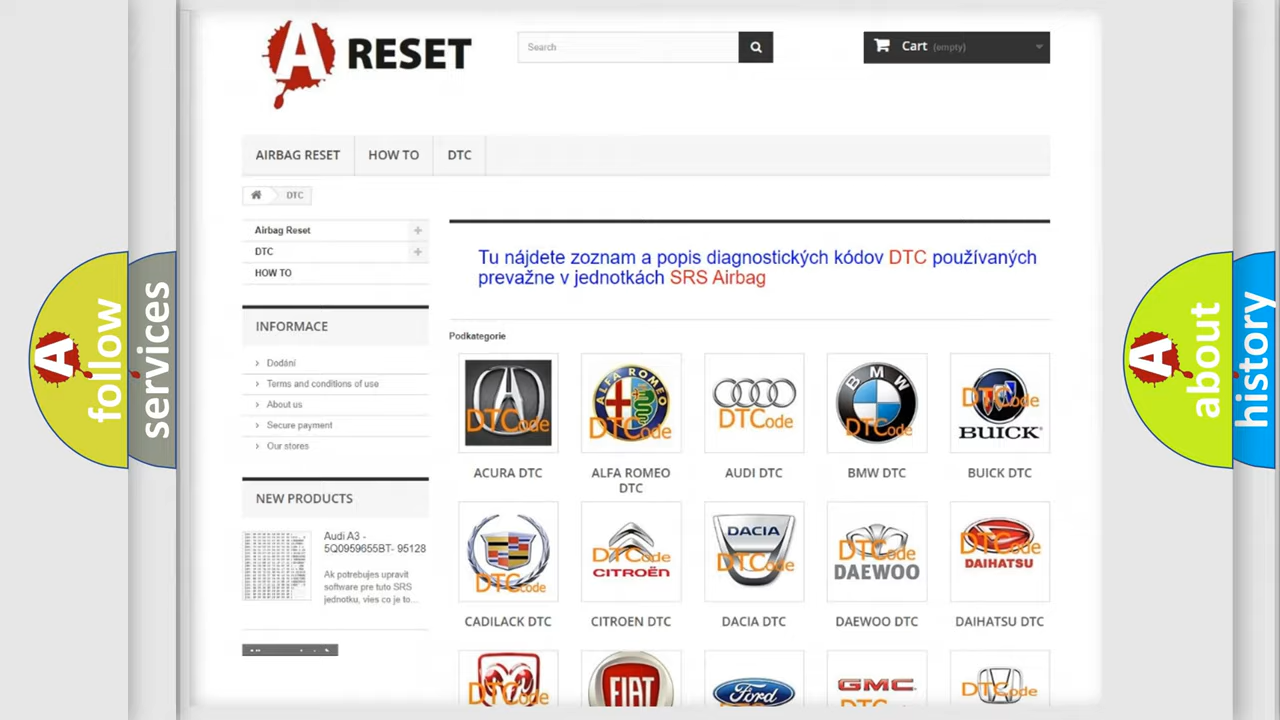 A RESET
Search
Cart (empty)
AIRBAG RESET
HOW TO
DTC
DTC
Airbag Reset
DTC
HOW TO
INFORMACE
Dodání
Terms and conditions of use
About us
Secure payment
Our stores
NEW PRODUCTS
Audi A3 -
5Q0959655BT- 95128
Ak potrebujes upravit
software pre tuto SRS
jednotku, vies co je to...
Tu nájdete zoznam a popis diagnostických kódov DTC používaných
prevažne v jednotkách SRS Airbag
Podkategorie
DTCode
ALFA ROMEO
DTCode
DTCode
BMW
DTCode
DTCode
BUICK
ACURA DTC
ALFA ROMEO
DTC
AUDI DTC
BMW DTC
BUICK DTC
DTCode
DTCode
CITROËN
DACIA
DTCode
DTCode
DAEWOO
DTCode
DAIHATSU
CADILACK DTC
CITROEN DTC
DACIA DTC
DAEWOO DTC
DAIHATSU DTC
DTCode
FIAT
Ford
GMC
DTCode
A
follow
services
A
about
history